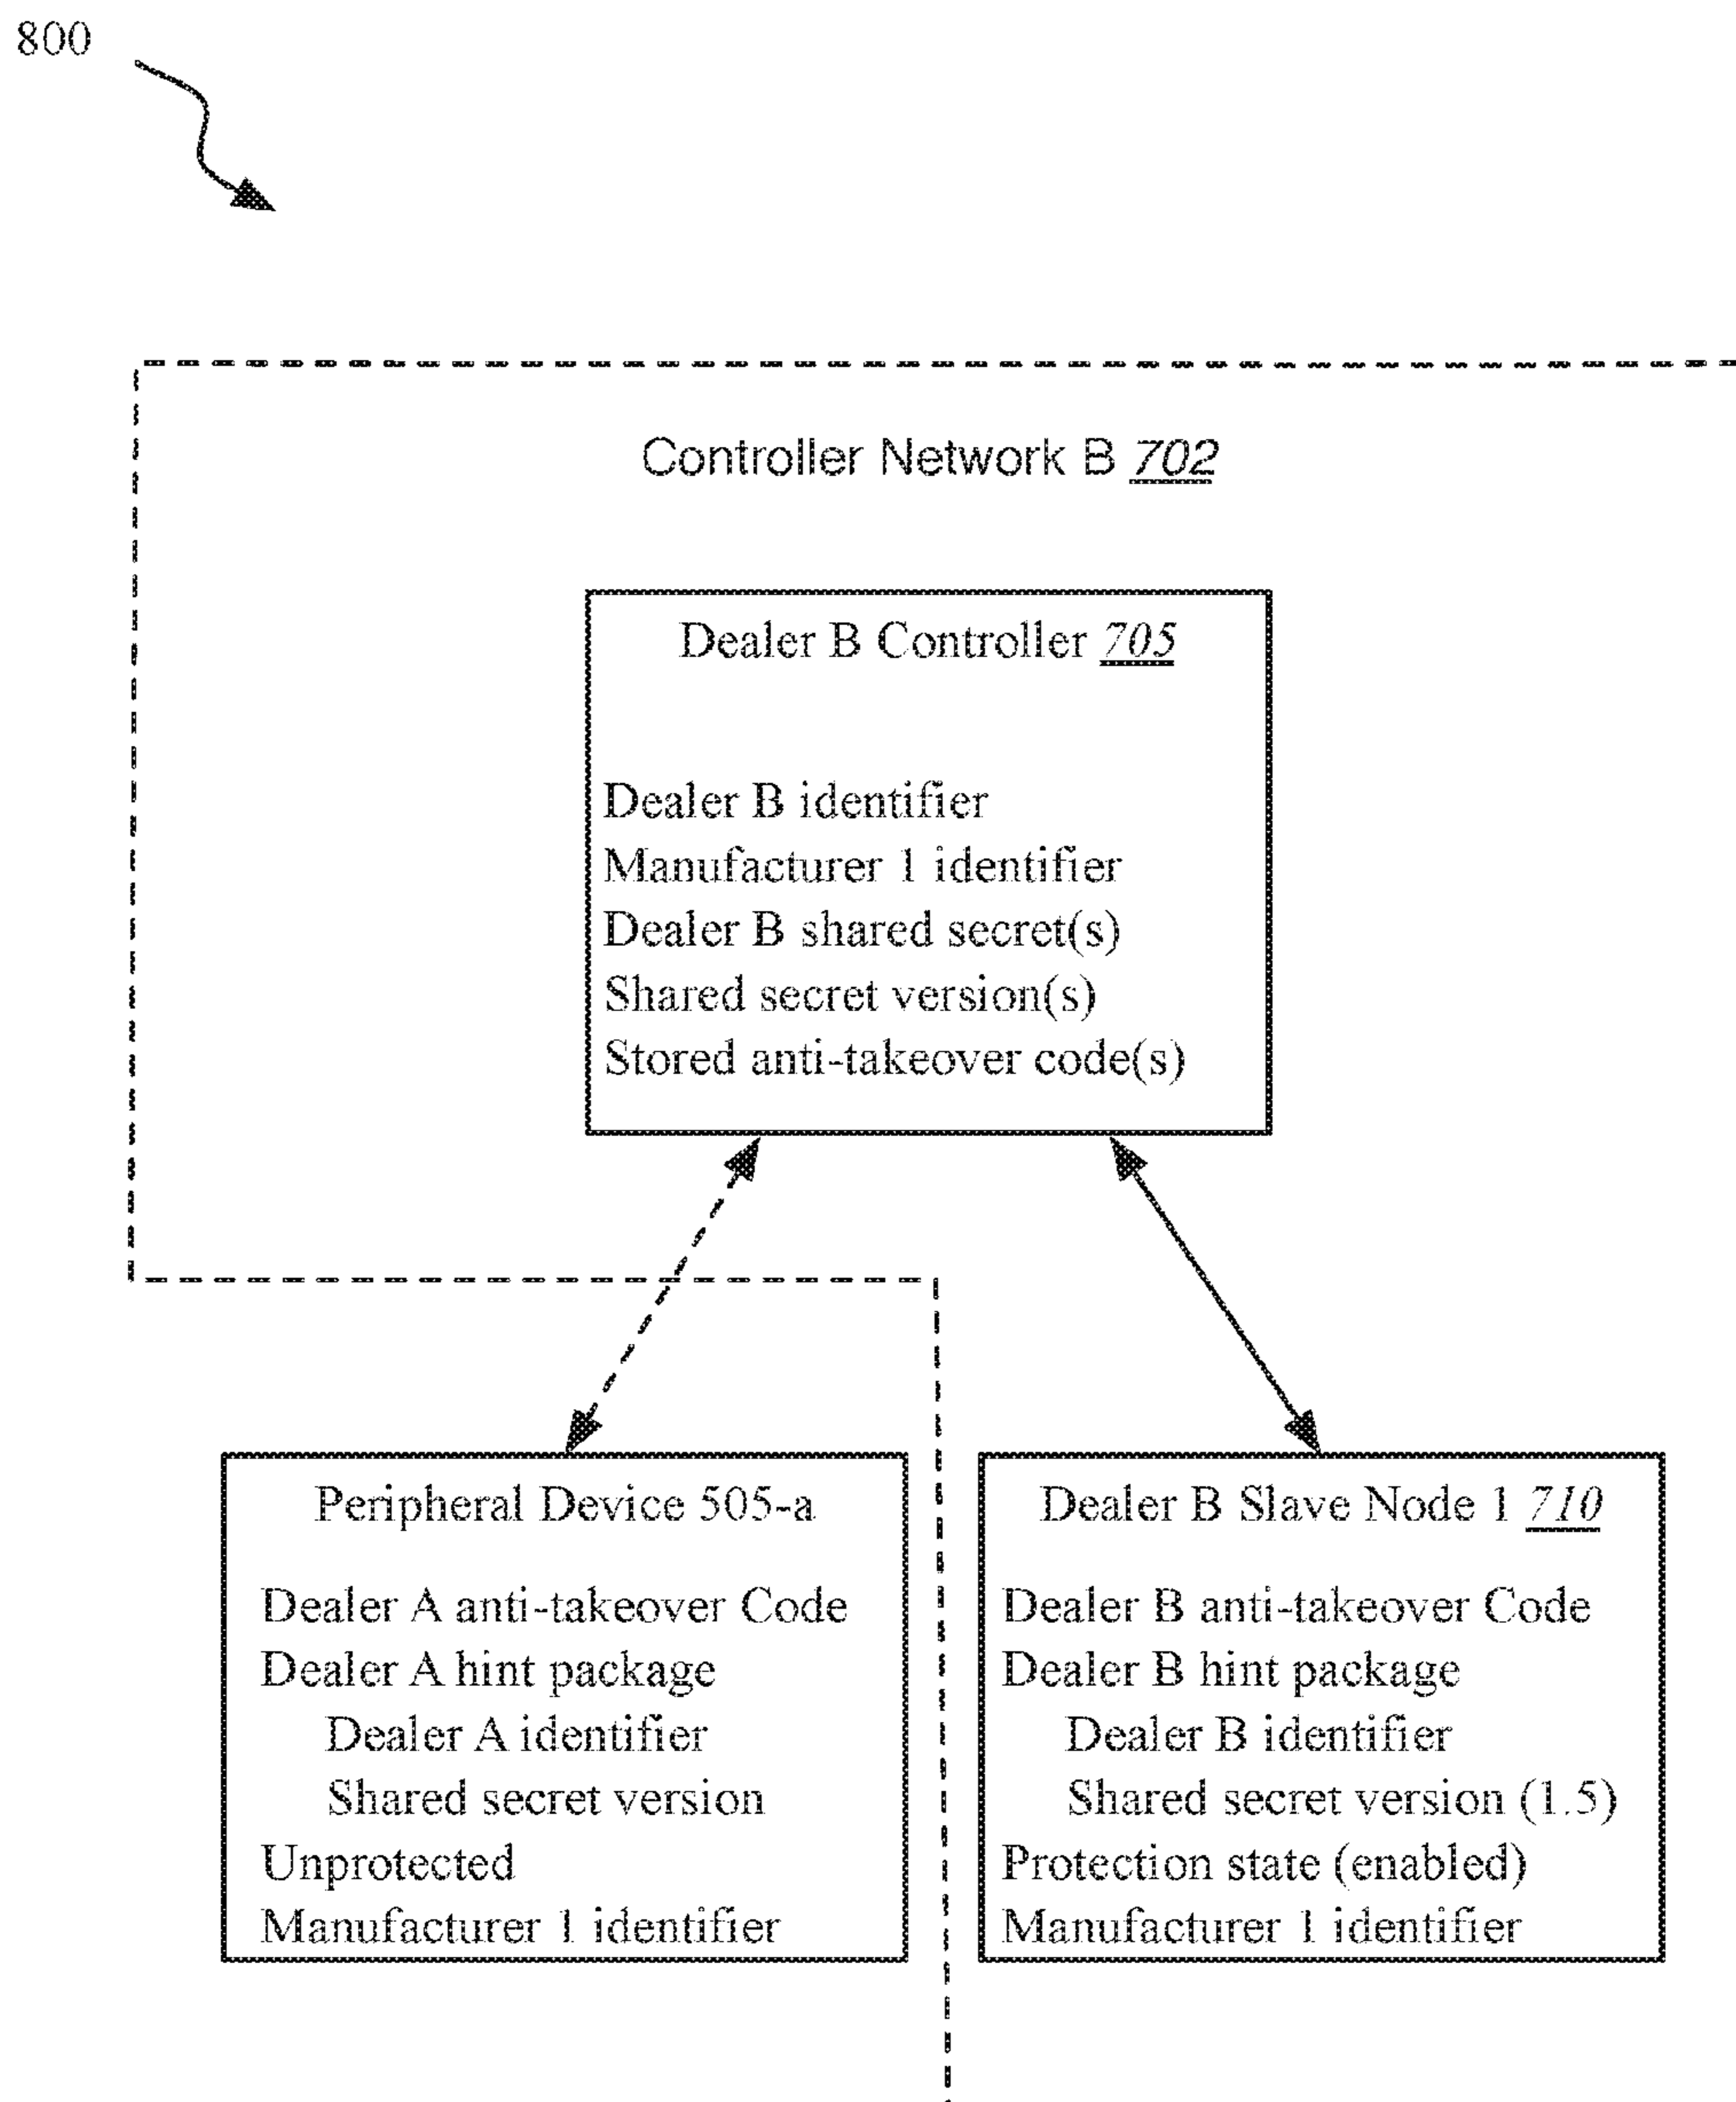 800
Controller Network B 702
Dealer B Controller 705
Dealer B identifier
Manufacturer 1 identifier
Dealer B shared secret(s)
Shared secret version(s)
Stored anti-takeover code(s)
Peripheral Device 505-a
Dealer A anti-takeover Code
Dealer A hint package
Dealer A identifier
Shared secret version
Unprotected
Manufacturer 1 identifier
Dealer B Slave Node 1 710
Dealer B anti-takeover Code
Dealer B hint package
Dealer B identifier
Shared secret version (1.5)
Protection state (enabled)
Manufacturer 1 identifier